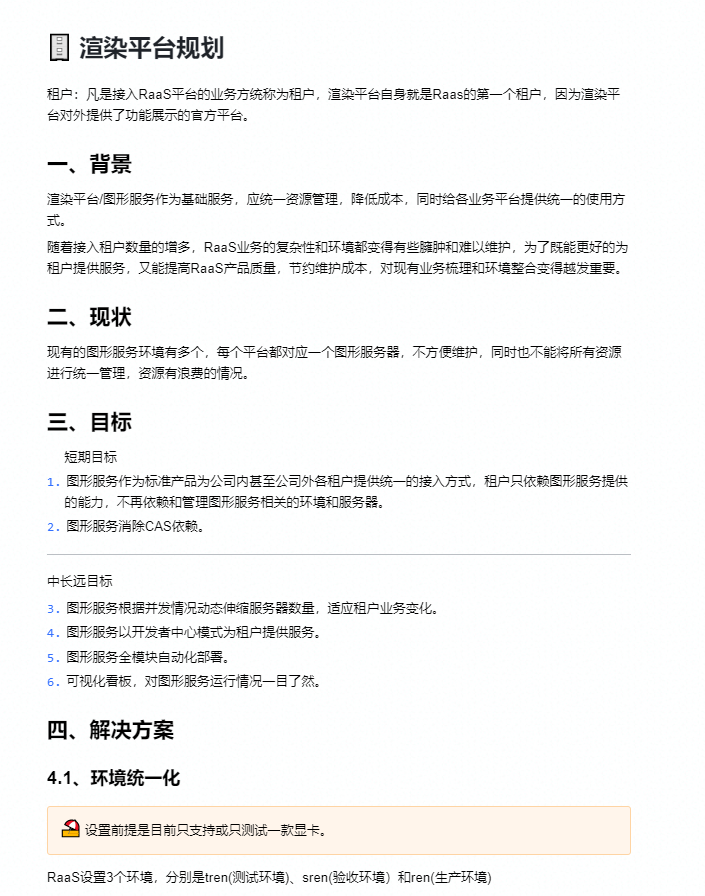 渲染平台规划
租户：凡是接入RaaS平台的业务方统称为租户，渲染平台自身就是Raas的第一个租户，因为渲染平
台对外提供了功能展示的官方平台。
一、背景
渲染平台/图形服务作为基础服务，应统一资源管理，降低成本，同时给各业务平台提供统一的使用方
式。
随着接入租户数量的增多，RaaS业务的复杂性和环境都变得有些臃肿和难以维护，为了既能更好的为
租户提供服务，又能提高RaaS产品质量，节约维护成本，对现有业务梳理和环境整合变得越发重要。
二、现状
现有的图形服务环境有多个，每个平台都对应一个图形服务器，不方便维护，同时也不能将所有资源
进行统一管理，资源有浪费的情况。
三、目标
短期目标
1. 图形服务作为标准产品为公司内甚至公司外各租户提供统一的接入方式，租户只依赖图形服务提供
的能力，不再依赖和管理图形服务相关的环境和服务器。
2. 图形服务消除CAS依赖。
中长远目标
3. 图形服务根据并发情况动态伸缩服务器数量，适应租户业务变化。
4. 图形服务以开发者中心模式为租户提供服务。
5. 图形服务全模块自动化部署。
6. 可视化看板，对图形服务运行情况一目了然。
四、解决方案
4.1、环境统一化
设置前提是目前只支持或只测试一款显卡。
RaaS设置3个环境，分别是tren(测试环境)、sren(验收环境）和ren(生产环境)